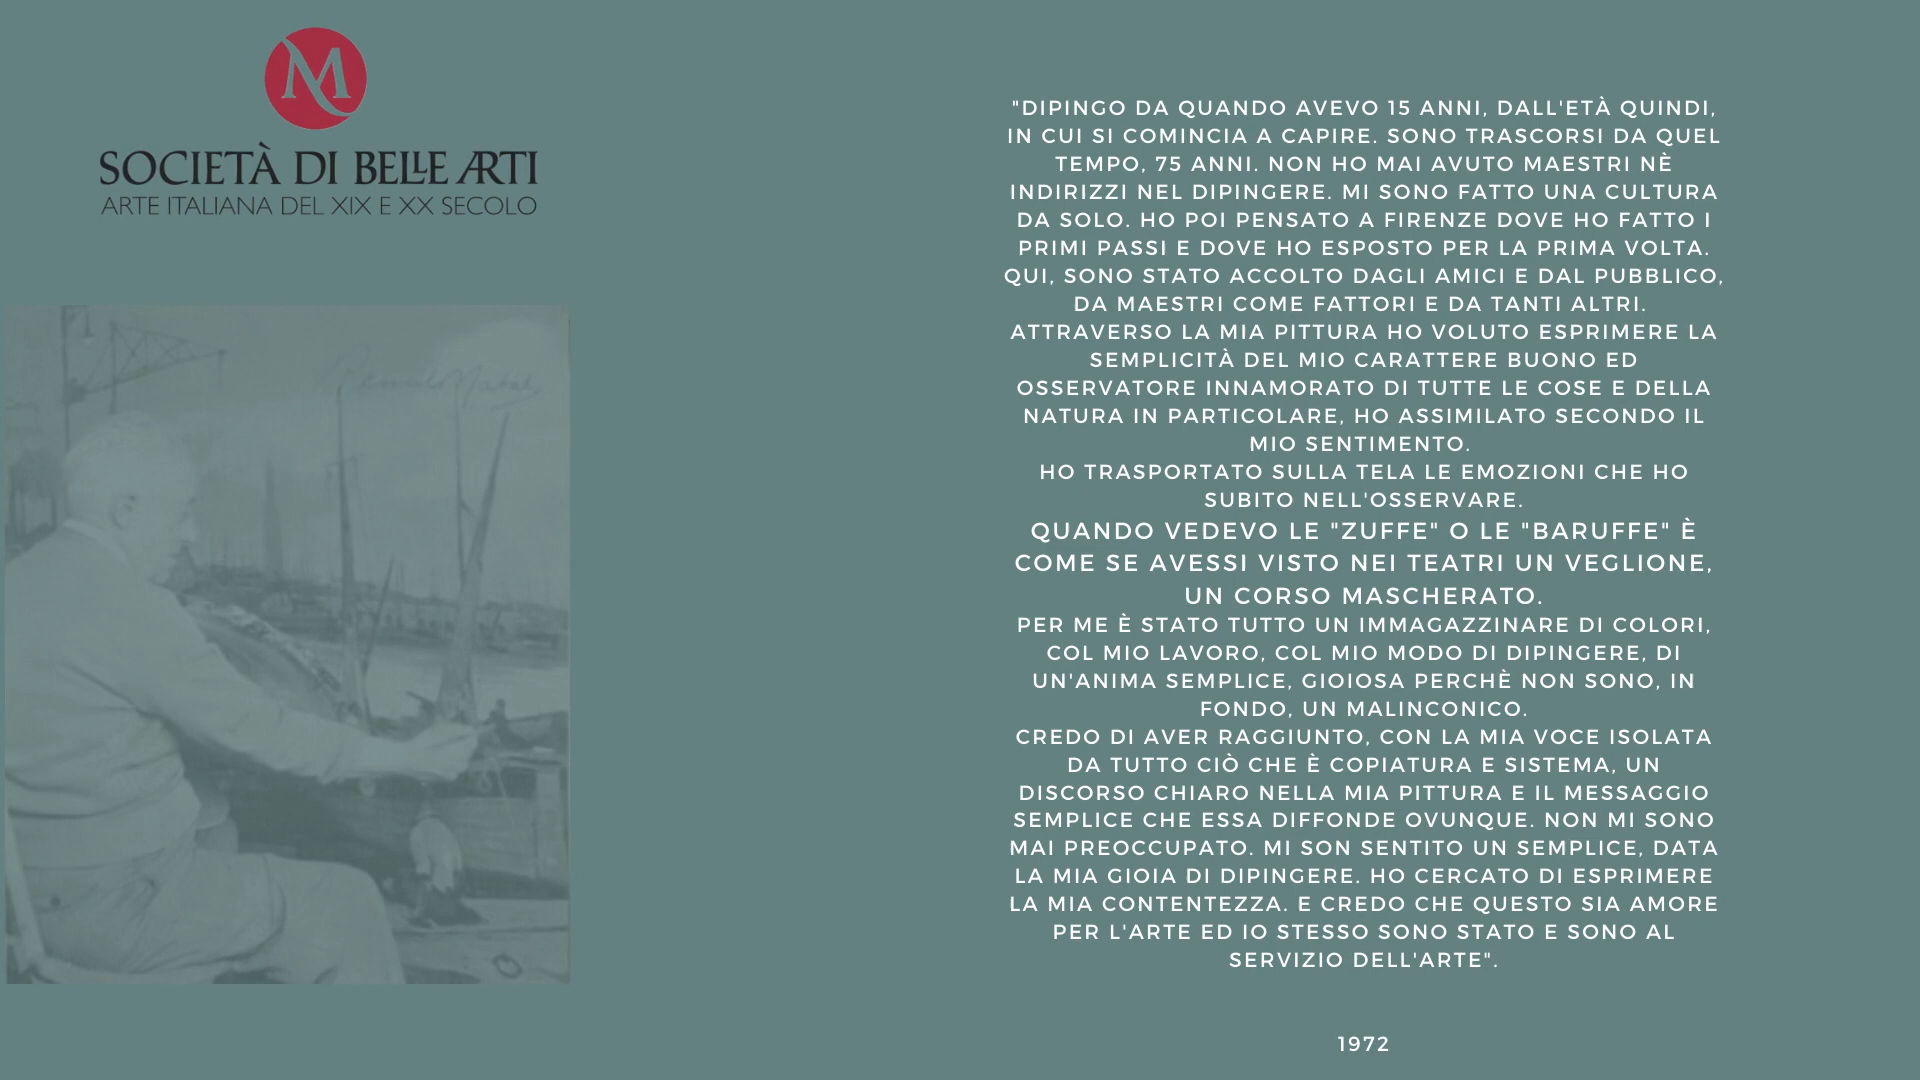 M
SOCIETÀ DI BELLE ARTI
ARTE ITALIANA DEL XIX E XX SECOLO
"DIPINGO DA QUANDO AVEVO 15 ANNI, DALL'ETÀ QUINDI,
IN CUI SI COMINCIA A CAPIRE. SONO TRASCORSI DA QUEL
TEMPO, 75 ANNI. NON HO MAI AVUTO MAESTRI NÈ
INDIRIZZI NEL DIPINGERE. MI SONO FATTO UNA CULTURA
DA SOLO. HO POI PENSATO A FIRENZE DOVE HO FATTO I
PRIMI PASSI E DOVE HO ESPOSTO PER LA PRIMA VOLTA.
QUI, SONO STATO ACCOLTO DAGLI AMICI E DAL PUBBLICO,
DA MAESTRI COME FATTORI E DA TANTI ALTRI.
ATTRAVERSO LA MIA PITTURA HO VOLUTO ESPRIMERE LA
SEMPLICITÀ DEL MIO CARATTERE BUONO ED
OSSERVATORE INNAMORATO DI TUTTE LE COSE E DELLA
NATURA IN PARTICOLARE, HO ASSIMILATO SECONDO IL
MIO SENTIMENTO.
HO TRASPORTATO SULLA TELA LE EMOZIONI CHE HO
SUBITO NELL'OSSERVARE.
QUANDO VEDEVO LE "ZUFFE" O LE "BARUFFE" È
COME SE AVESSI VISTO NEI TEATRI UN VEGLIONE,
UN CORSO MASCHERATO.
PER ME È STATO TUTTO UN IMMAGAZZINARE DI COLORI,
COL MIO LAVORO, COL MIO MODO DI DIPINGERE, DI
UN'ANIMA SEMPLICE, GIOIOSA PERCHÈ NON SONO, IN
FONDO, UN MALINCONICO.
CREDO DI AVER RAGGIUNTO, CON LA MIA VOCE ISOLATA
DA TUTTO CIÒ CHE È COPIATURA E SISTEMA, UN
DISCORSO CHIARO NELLA MIA PITTURA E IL MESSAGGIO
SEMPLICE CHE ESSA DIFFONDE OVUNQUE. NON MI SONO
MAI PREOCCUPATO. MI SON SENTITO UN SEMPLICE, DATA
LA MIA GIOIA DI DIPINGERE. HO CERCATO DI ESPRIMERE
LA MIA CONTENTEZZA. E CREDO CHE QUESTO SIA AMORE
PER L'ARTE ED IO STESSO SONO STATO E SONO AL
SERVIZIO DELL'ARTE".
1972